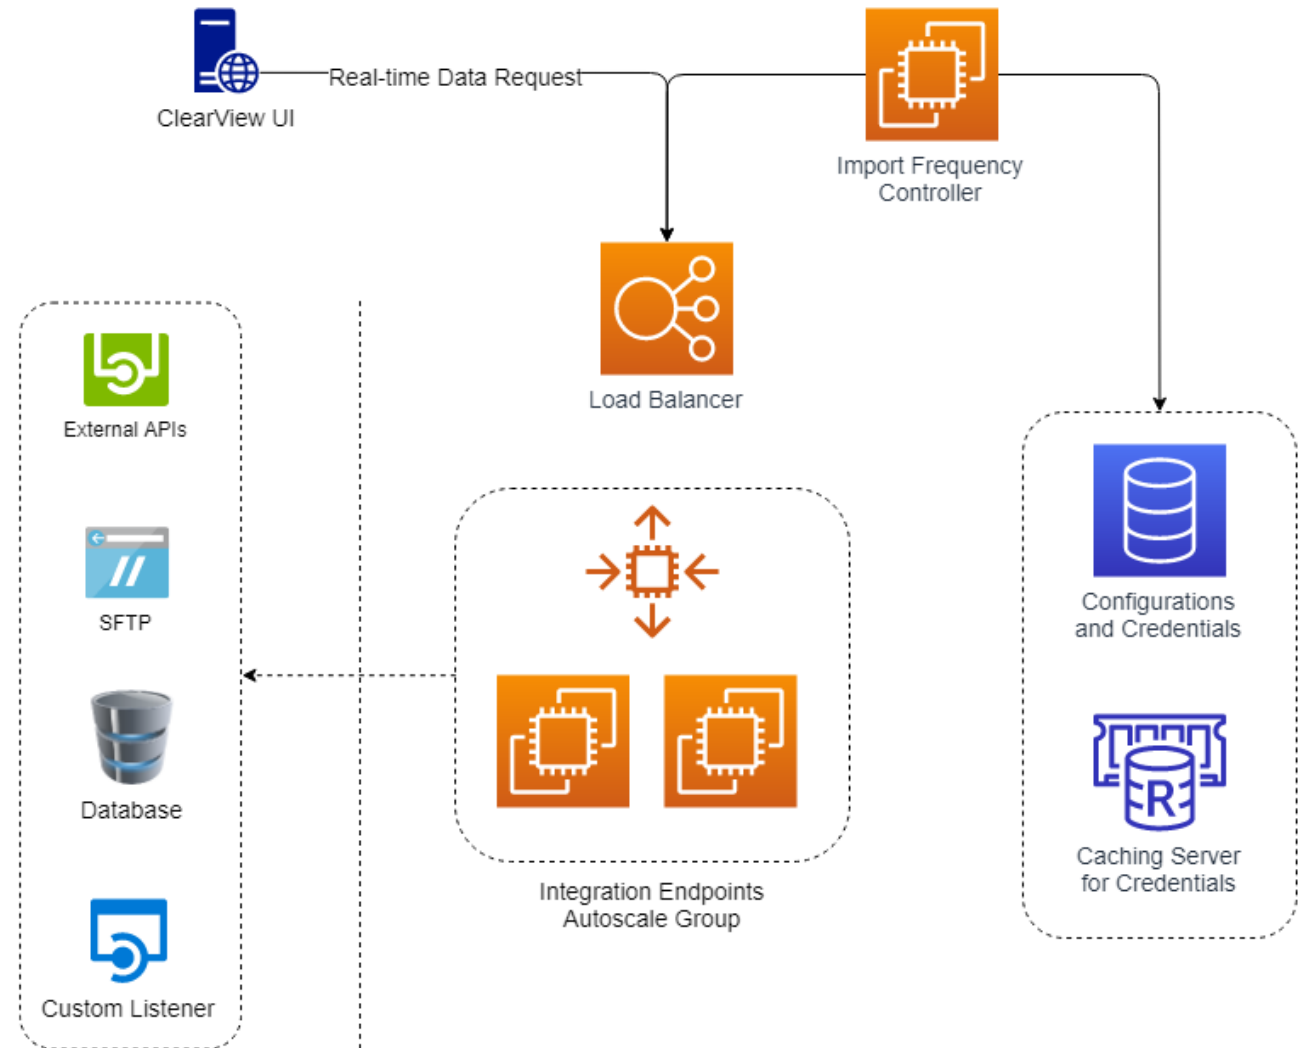 Real-time Data Request
ClearView UI
Import Frequency
Controller
Load Balancer
External APIs
SFTP
Database
Custom Listener
Integration Endpoints
Autoscale Group
Configurations
and Credentials
R
Caching Server
for Credentials